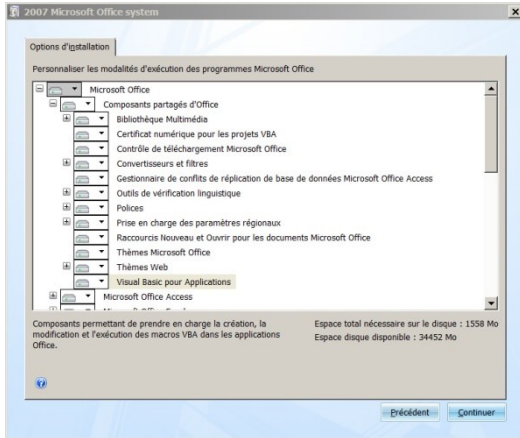 2007 Microsoft Office system
Options d'installation
Personnaliser les modalités d'exécution des programmes Microsoft Office
Microsoft Office
Composants partagés d'Office
Bibliothèque Multimédia
Certificat numérique pour les projets VBA
Contrôle de téléchargement Microsoft Office
Convertisseurs et filtres
Gestionnaire de conflits de réplication de base de données Microsoft Office Access
Outils de vérification linguistique
Polices
Prise en charge des paramètres régionaux
Raccourcis Nouveau et Ouvrir pour les documents Microsoft Office
Thèmes Microsoft Office
Thèmes Web
Visual Basic pour Applications
Microsoft Office Access
Composants permettant de prendre en charge la création, la
modification et l'exécution des macros VBA dans les applications
Office.
Espace total nécessaire sur le disque : 1558 Mo
Espace disque disponible : 34452 Mo
Précédent
Continuer